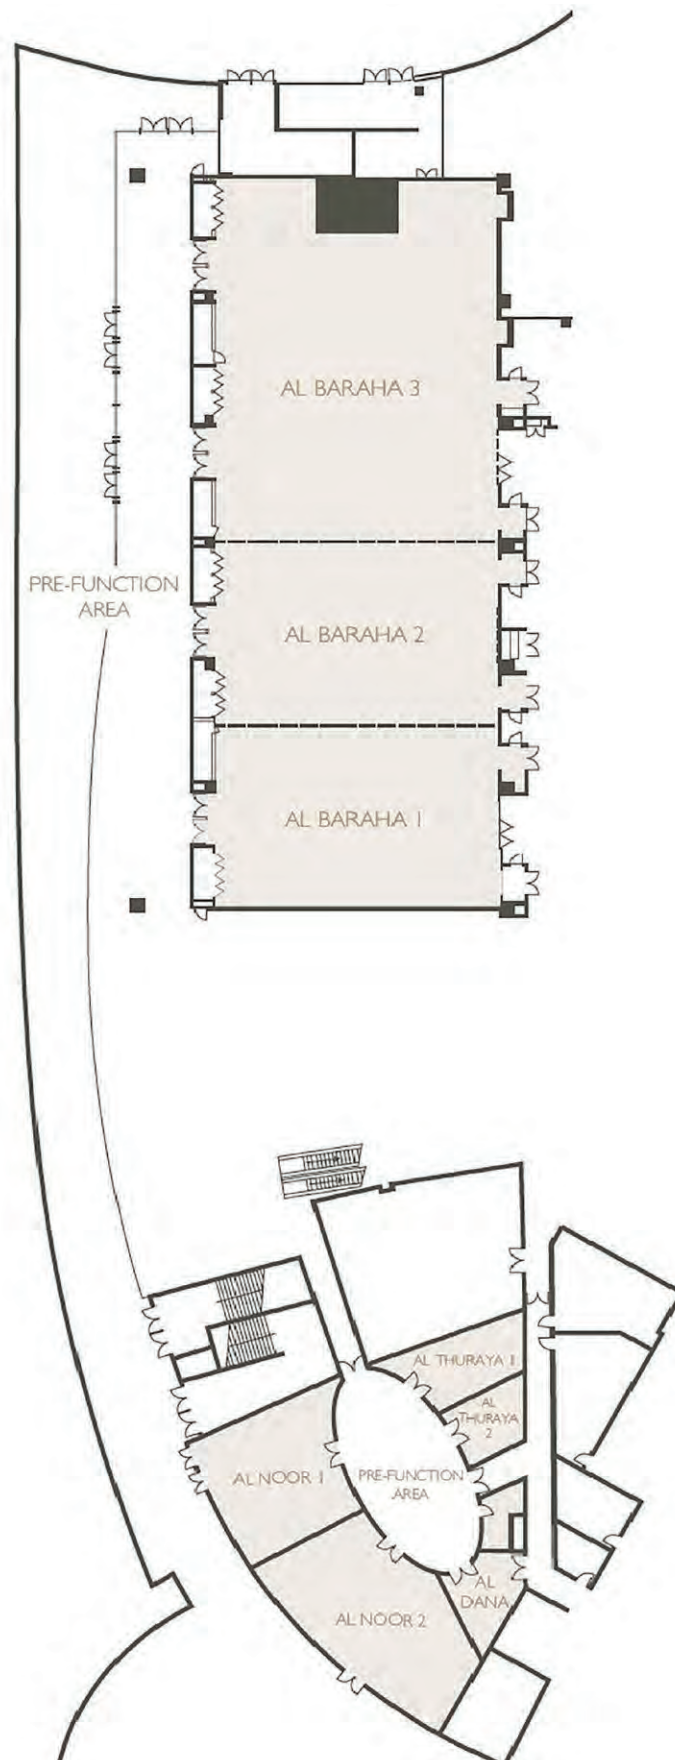 AL BARAHA 3
PRE-FUNCTION
AREA
AL BARAHA 2
AL BARAHA 1
AL THURAYA 1
AL
THURAYA
2
AL NOOR 1
PRE-FUNCTION
AREA
AL
DANA
AL NOOR 2